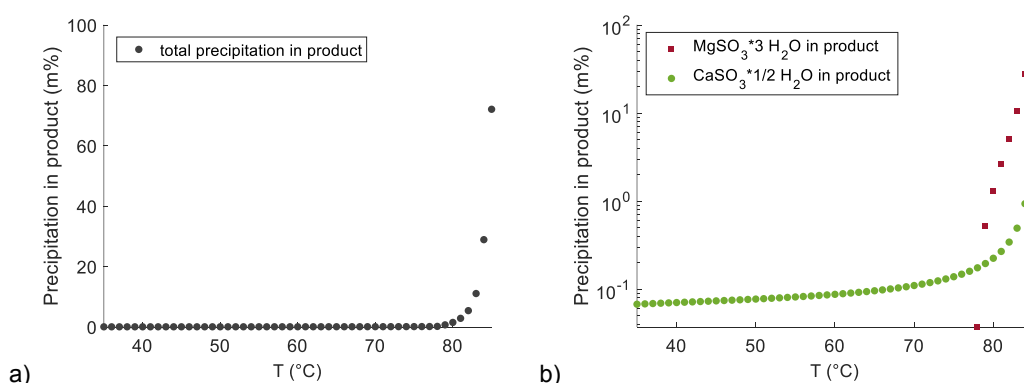 100
80
60
40
20
0
Precipitation in product (m%)
total precipitation in product
40 50 60 70 80
T (°C)
a)
10^2
10^1
10^0
10^-1
Precipitation in product (m%)
MgSO_3*3 H_2O in product
CaSO_3*1/2 H_2O in product
40 50 60 70 80
T (°C)
b)